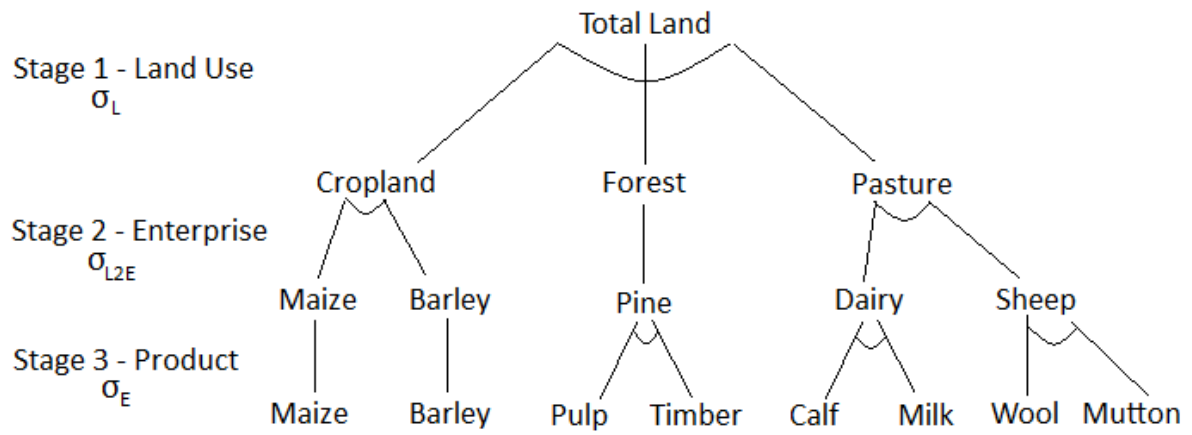 Total Land
Stage 1 - Land Use
σL
Cropland Forest Pasture
Stage 2 - Enterprise
σL2E
Maize Barley Pine Dairy Sheep
Stage 3 - Product
σE
Maize Barley Pulp Timber Calf Milk Wool Mutton